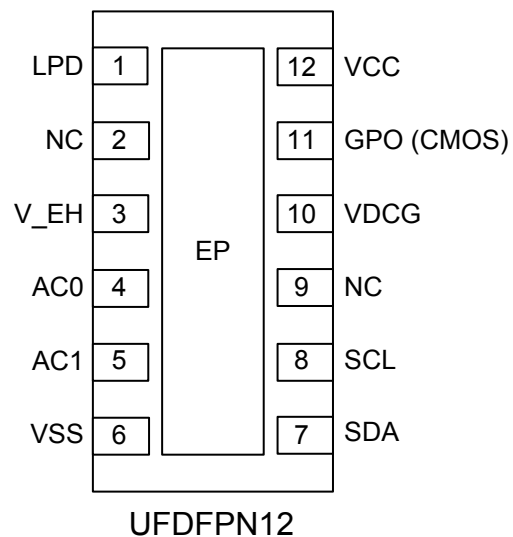 LPD 1 12 VCC
NC 2 11 GPO (CMOS)
V_EH 3 10 VDCG
EP
AC0 4 9 NC
AC1 5 8 SCL
VSS 6 7 SDA
UFDFPN12